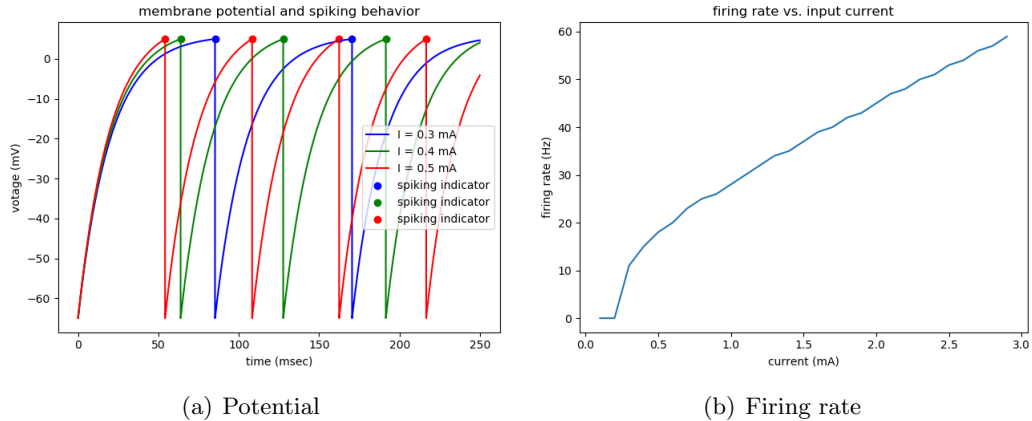 membrane potential and spiking behavior
votage (mV)
0
−10
−20
−30
−40
−50
−60
I = 0.3 mA
I = 0.4 mA
I = 0.5 mA
spiking indicator
spiking indicator
spiking indicator
0
50
100
150
200
250
time (msec)
(a) Potential
firing rate vs. input current
firing rate (Hz)
60
50
40
30
20
10
0
0.0
0.5
1.0
1.5
2.0
2.5
3.0
current (mA)
(b) Firing rate